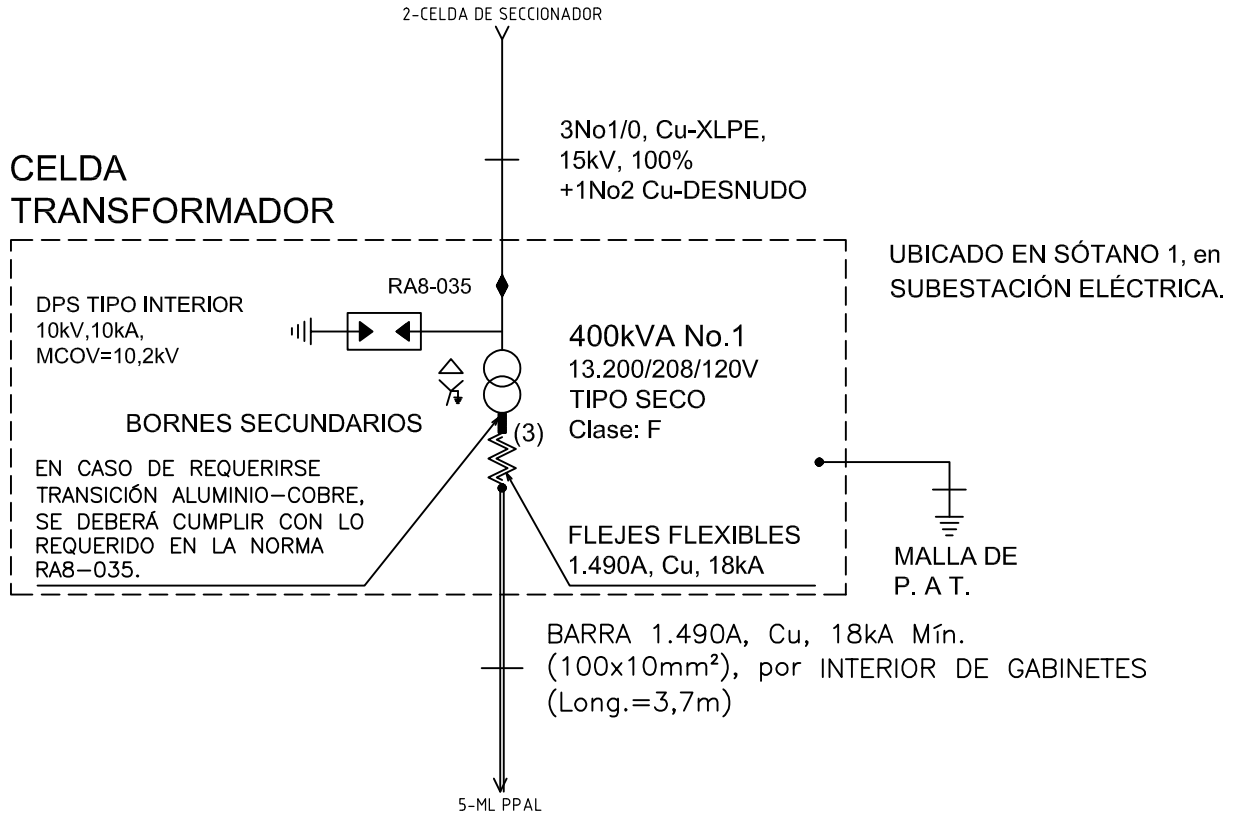 2-CELDA DE SECCIONADOR
3No1/0, Cu-XLPE,
15kV, 100%
+1No2 Cu-DESNUDO
CELDA
TRANSFORMADOR
UBICADO EN SÓTANO 1, en
SUBESTACIÓN ELÉCTRICA.
RA8-035
DPS TIPO INTERIOR
10kV,10kA,
MCOV=10,2kV
400kVA No.1
13.200/208/120V
TIPO SECO
Clase: F
BORNES SECUNDARIOS
(3)
EN CASO DE REQUERIRSE
TRANSICIÓN ALUMINIO-COBRE,
SE DEBERÁ CUMPLIR CON LO
REQUERIDO EN LA NORMA
RA8-035.
FLEJES FLEXIBLES
1.490A, Cu, 18kA
MALLA DE
P. A T.
BARRA 1.490A, Cu, 18kA Mín.
(100x10mm²), por INTERIOR DE GABINETES
(Long.=3,7m)
5-ML PPAL